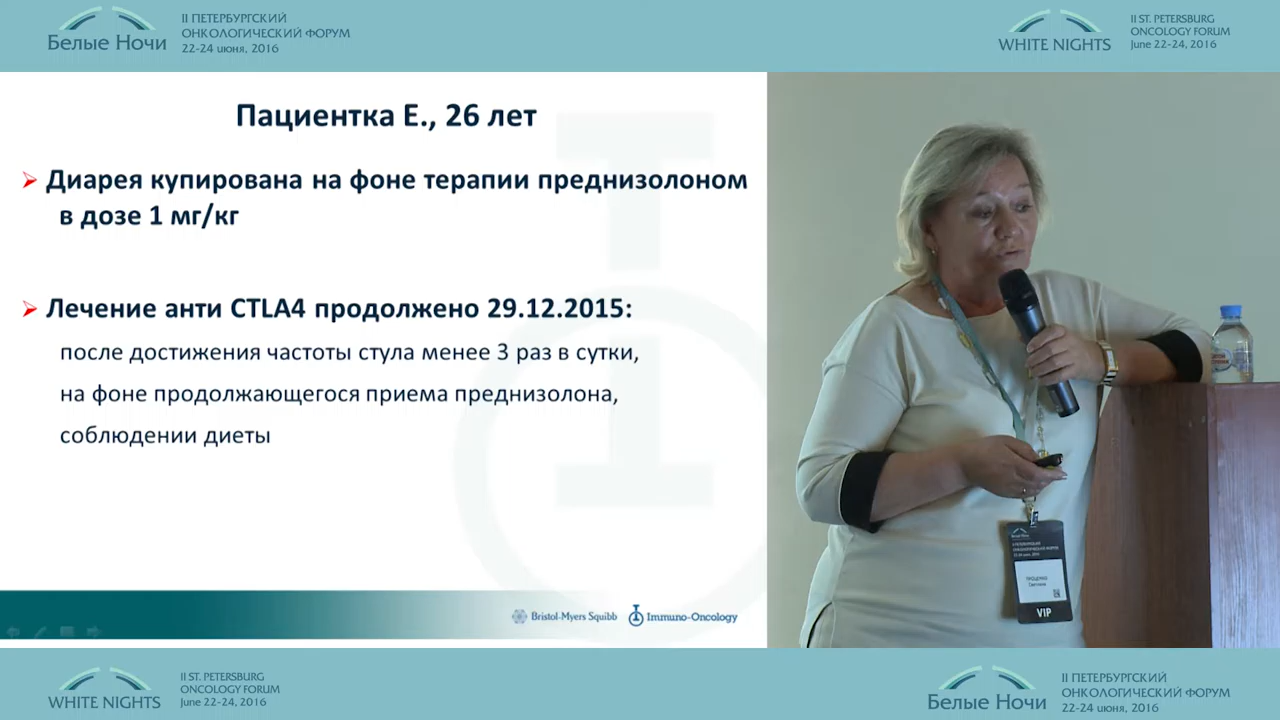 Белые Ночи
II ПЕТЕРБУРГСКИЙ
ОНКОЛОГИЧЕСКИЙ ФОРУМ
22-24 июня, 2016
WHITE NIGHTS
II ST. PETERSBURG
ONCOLOGY FORUM
June 22-24, 2016
Пациентка Е., 26 лет
Диарея купирована на фоне терапии преднизолоном
в дозе 1 мг/кг
Лечение анти CTLA4 продолжено 29.12.2015:
после достижения частоты стула менее 3 раз в сутки,
на фоне продолжающегося приема преднизолона,
соблюдении диеты
Bristol-Myers Squibb
Immuno-Oncology
VIP
WHITE NIGHTS
II ST. PETERSBURG
ONCOLOGY FORUM
June 22-24, 2016
Белые Ночи
II ПЕТЕРБУРГСКИЙ
ОНКОЛОГИЧЕСКИЙ ФОРУМ
22-24 июня, 2016